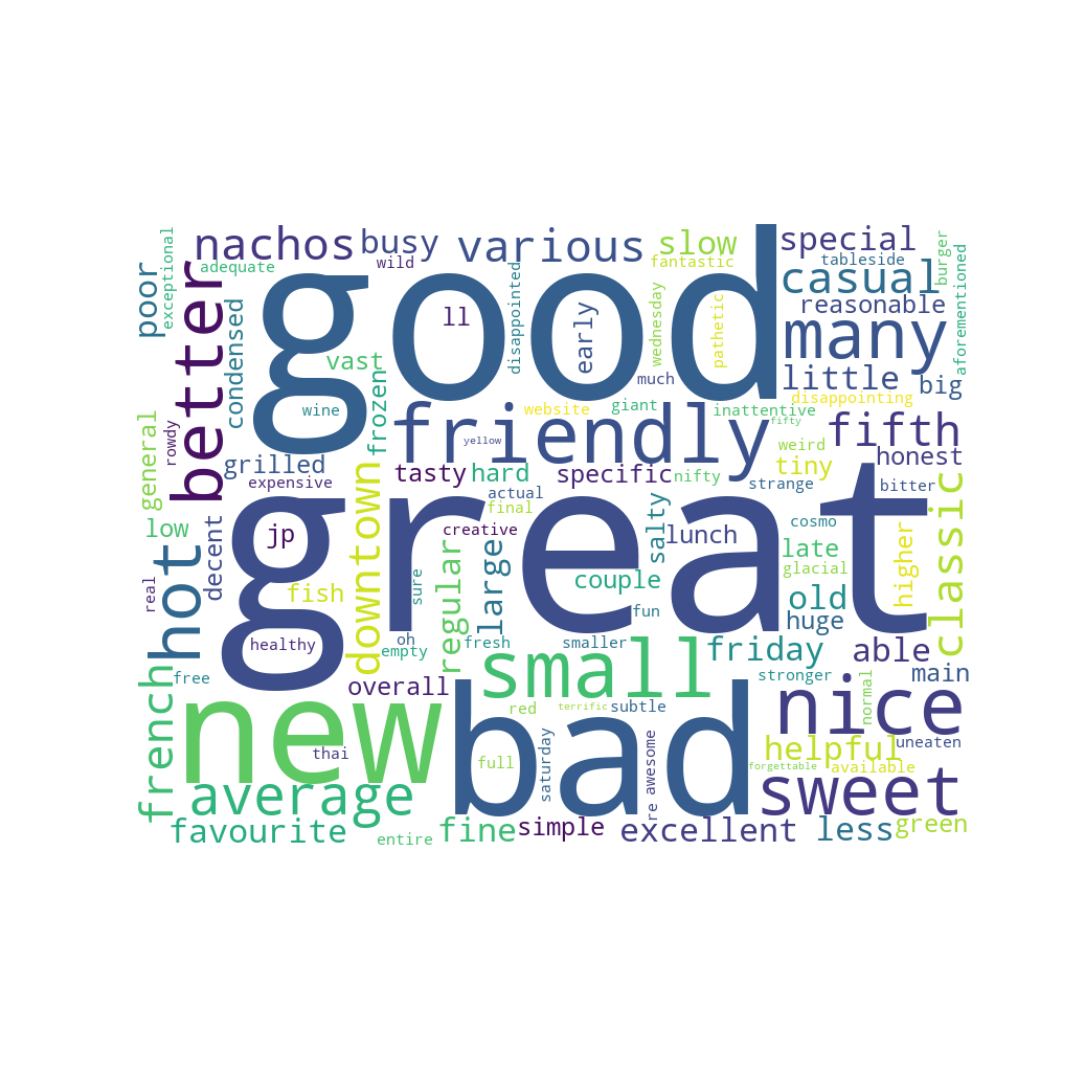 good
great
bad
new
small
friendly
nice
better
hot
many
sweet
average
casual
classic
fifth
downtown
various
nachos
french
busy
slow
special
poor
exceptional
adequate
wild
fantastic
tableside
burger
aforementioned
reasonable
condensed
ll
disappointed
early
wednesday
pathetic
vast
much
little
big
disappointing
frozen
wine
website
giant
inattentive
fifty
yellow
general
rowdy
grilled
expensive
tasty
hard
specific
nifty
weird
tiny
honest
strange
bitter
actual
final
creative
low
decent
jp
salty
lunch
cosmo
late
glacial
higher
real
fish
regular
sure
large
couple
fun
old
huge
healthy
oh
empty
fresh
smaller
friday
able
free
overall
stronger
main
normal
red
terrific
subtle
thai
full
saturday
re awesome
helpful
uneaten
forgettable
available
favourite
entire
fine
simple
excellent
less
green